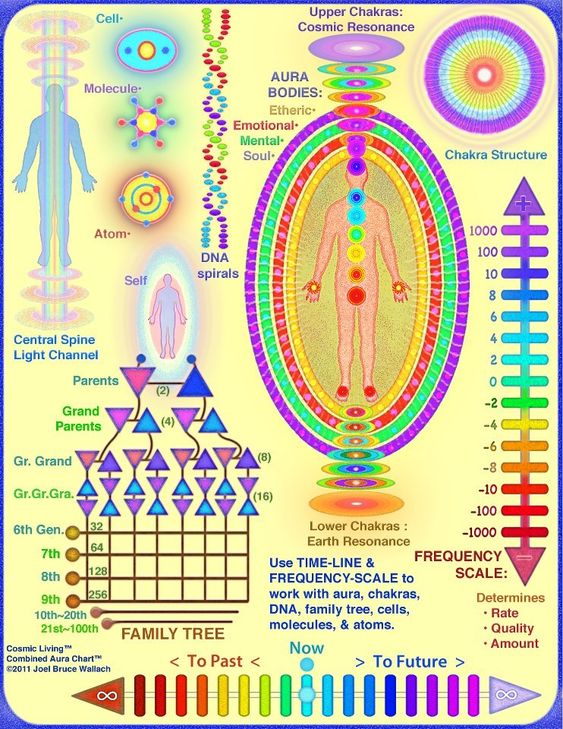 Cell•
Molecule•
Atom•
DNA
spirals
Central Spine
Light Channel
Upper Chakras:
Cosmic Resonance
AURA
BODIES:
Etheric•
Emotional•
Mental•
Soul•
Chakra Structure
+
1000
100
10
8
6
4
2
0
-2
-4
-6
-8
-10
-100
-1000
−
FREQUENCY
SCALE:
Determines
• Rate
• Quality
• Amount
Self
Parents
(2)
Grand
Parents
(4)
Gr. Grand
(8)
Gr.Gr.Gra.
(16)
6th Gen.
32
7th
64
8th
128
9th
256
10th~20th
21st~100th
FAMILY TREE
Lower Chakras :
Earth Resonance
Use TIME-LINE &
FREQUENCY-SCALE to
work with aura, chakras,
DNA, family tree, cells,
molecules, & atoms.
Cosmic Living™
Combined Aura Chart™
©2011 Joel Bruce Wallach
Now
< To Past <
> To Future >
∞
∞